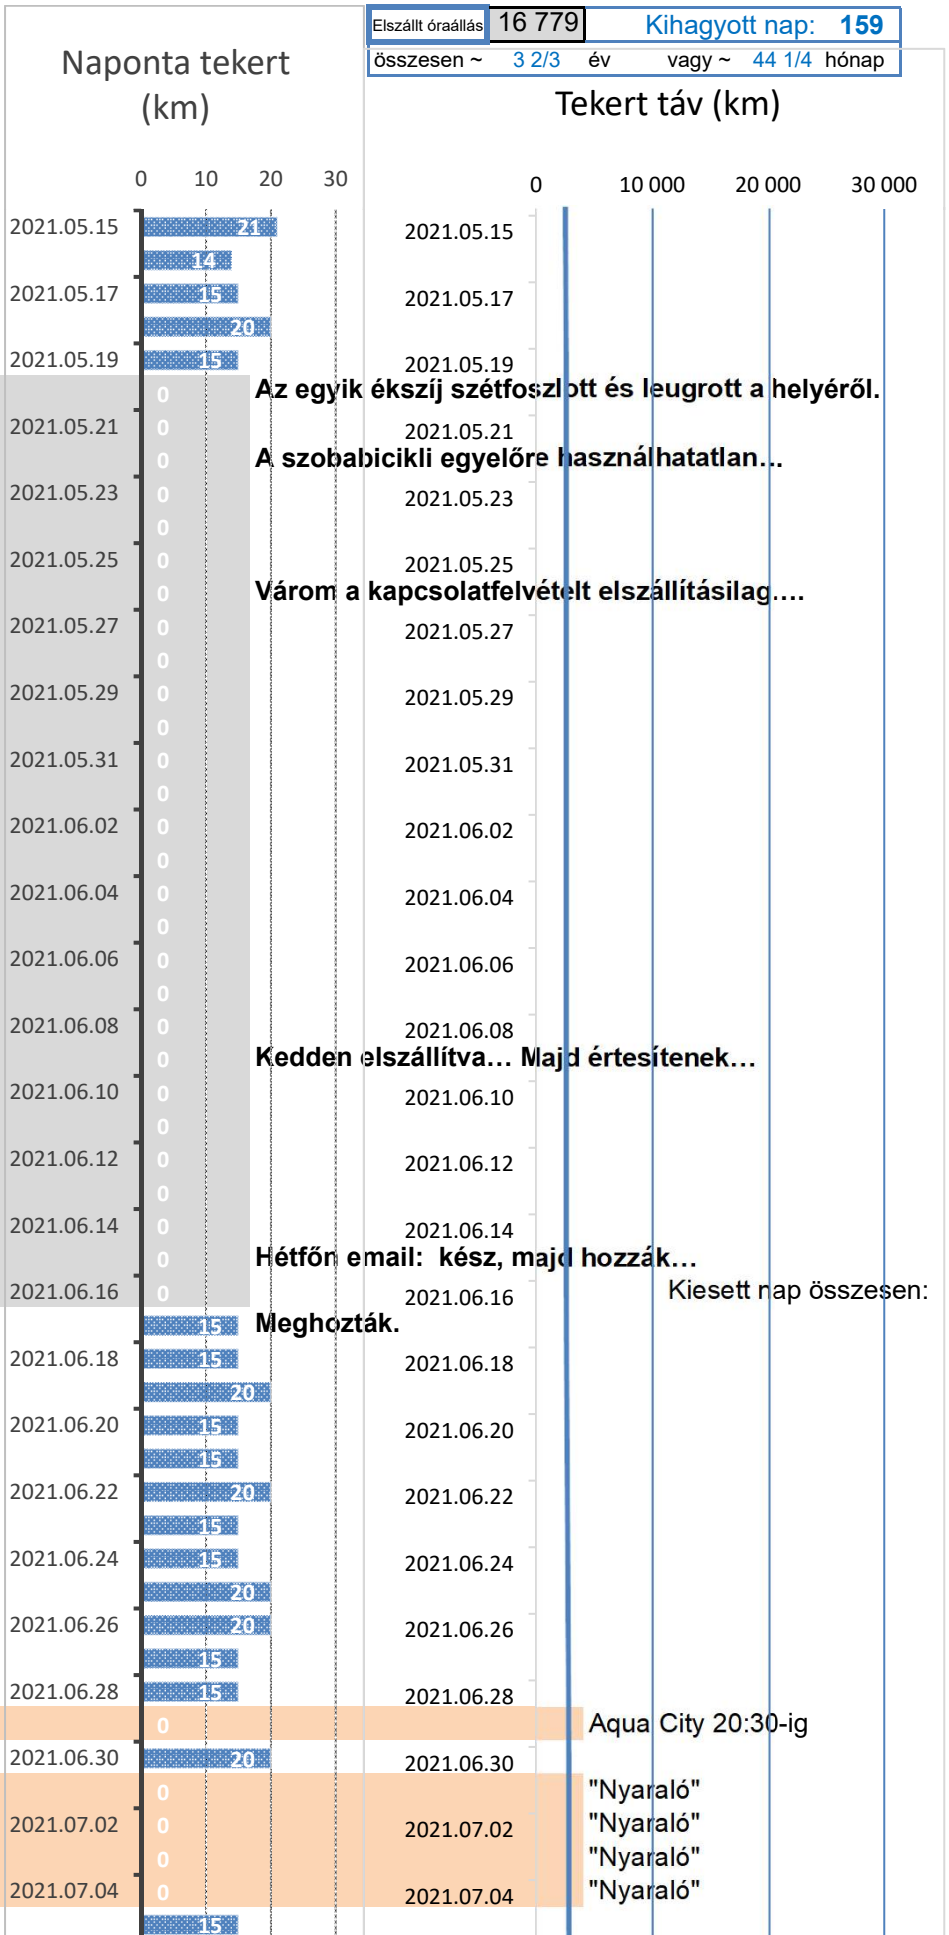 Elszállt óraállás 16 779 Kihagyott nap: 159
összesen ~ 3 2/3 év vagy ~ 44 1/4 hónap
Naponta tekert
(km)
Tekert táv (km)
0 10 20 30
0 10 000 20 000 30 000
2021.05.15 21 2021.05.15
14
2021.05.17 15 2021.05.17
20
2021.05.19 15 2021.05.19
0 Az egyik ékszíj szétfoszlott és leugrott a helyéről.
2021.05.21 0 2021.05.21
0 A szobabicikli egyelőre használhatatlan...
2021.05.23 0 2021.05.23
0
2021.05.25 0 2021.05.25
0 Várom a kapcsolatfelvételt elszállításilag....
2021.05.27 0 2021.05.27
0
2021.05.29 0 2021.05.29
0
2021.05.31 0 2021.05.31
0
2021.06.02 0 2021.06.02
0
2021.06.04 0 2021.06.04
0
2021.06.06 0 2021.06.06
0
2021.06.08 0 2021.06.08
0 Kedden elszállítva... Majd értesítenek...
2021.06.10 0 2021.06.10
0
2021.06.12 0 2021.06.12
0
2021.06.14 0 2021.06.14
0 Hétfőn email: kész, majd hozzák...
2021.06.16 0 2021.06.16 Kiesett nap összesen:
15 Meghozták.
2021.06.18 15 2021.06.18
20
2021.06.20 15 2021.06.20
15
2021.06.22 20 2021.06.22
15
2021.06.24 15 2021.06.24
20
2021.06.26 20 2021.06.26
15
2021.06.28 15 2021.06.28
0 Aqua City 20:30-ig
2021.06.30 20 2021.06.30
0 "Nyaraló"
2021.07.02 0 2021.07.02 "Nyaraló"
0 "Nyaraló"
2021.07.04 0 2021.07.04 "Nyaraló"
15